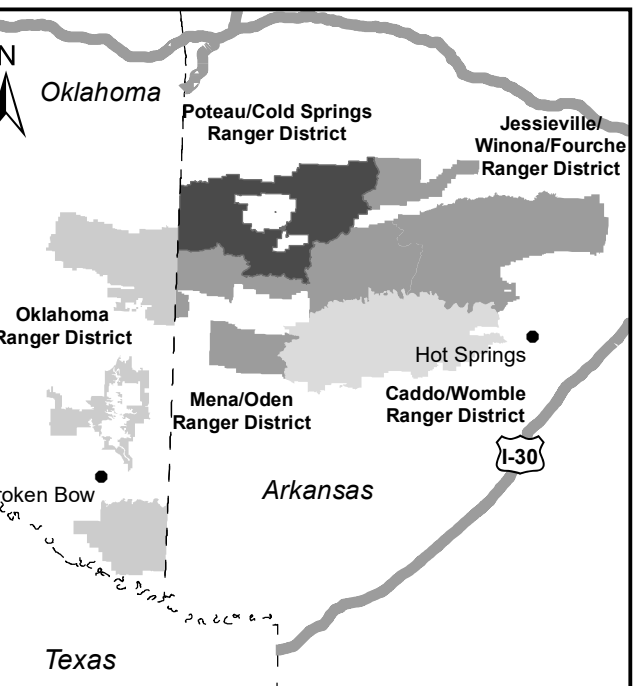 N
Oklahoma
Poteau/Cold Springs
Ranger District
Jessieville/
Winona/Fourche
Ranger District
Oklahoma
Ranger District
Hot Springs
Mena/Oden
Ranger District
Caddo/Womble
Ranger District
I-30
roken Bow
Arkansas
Texas